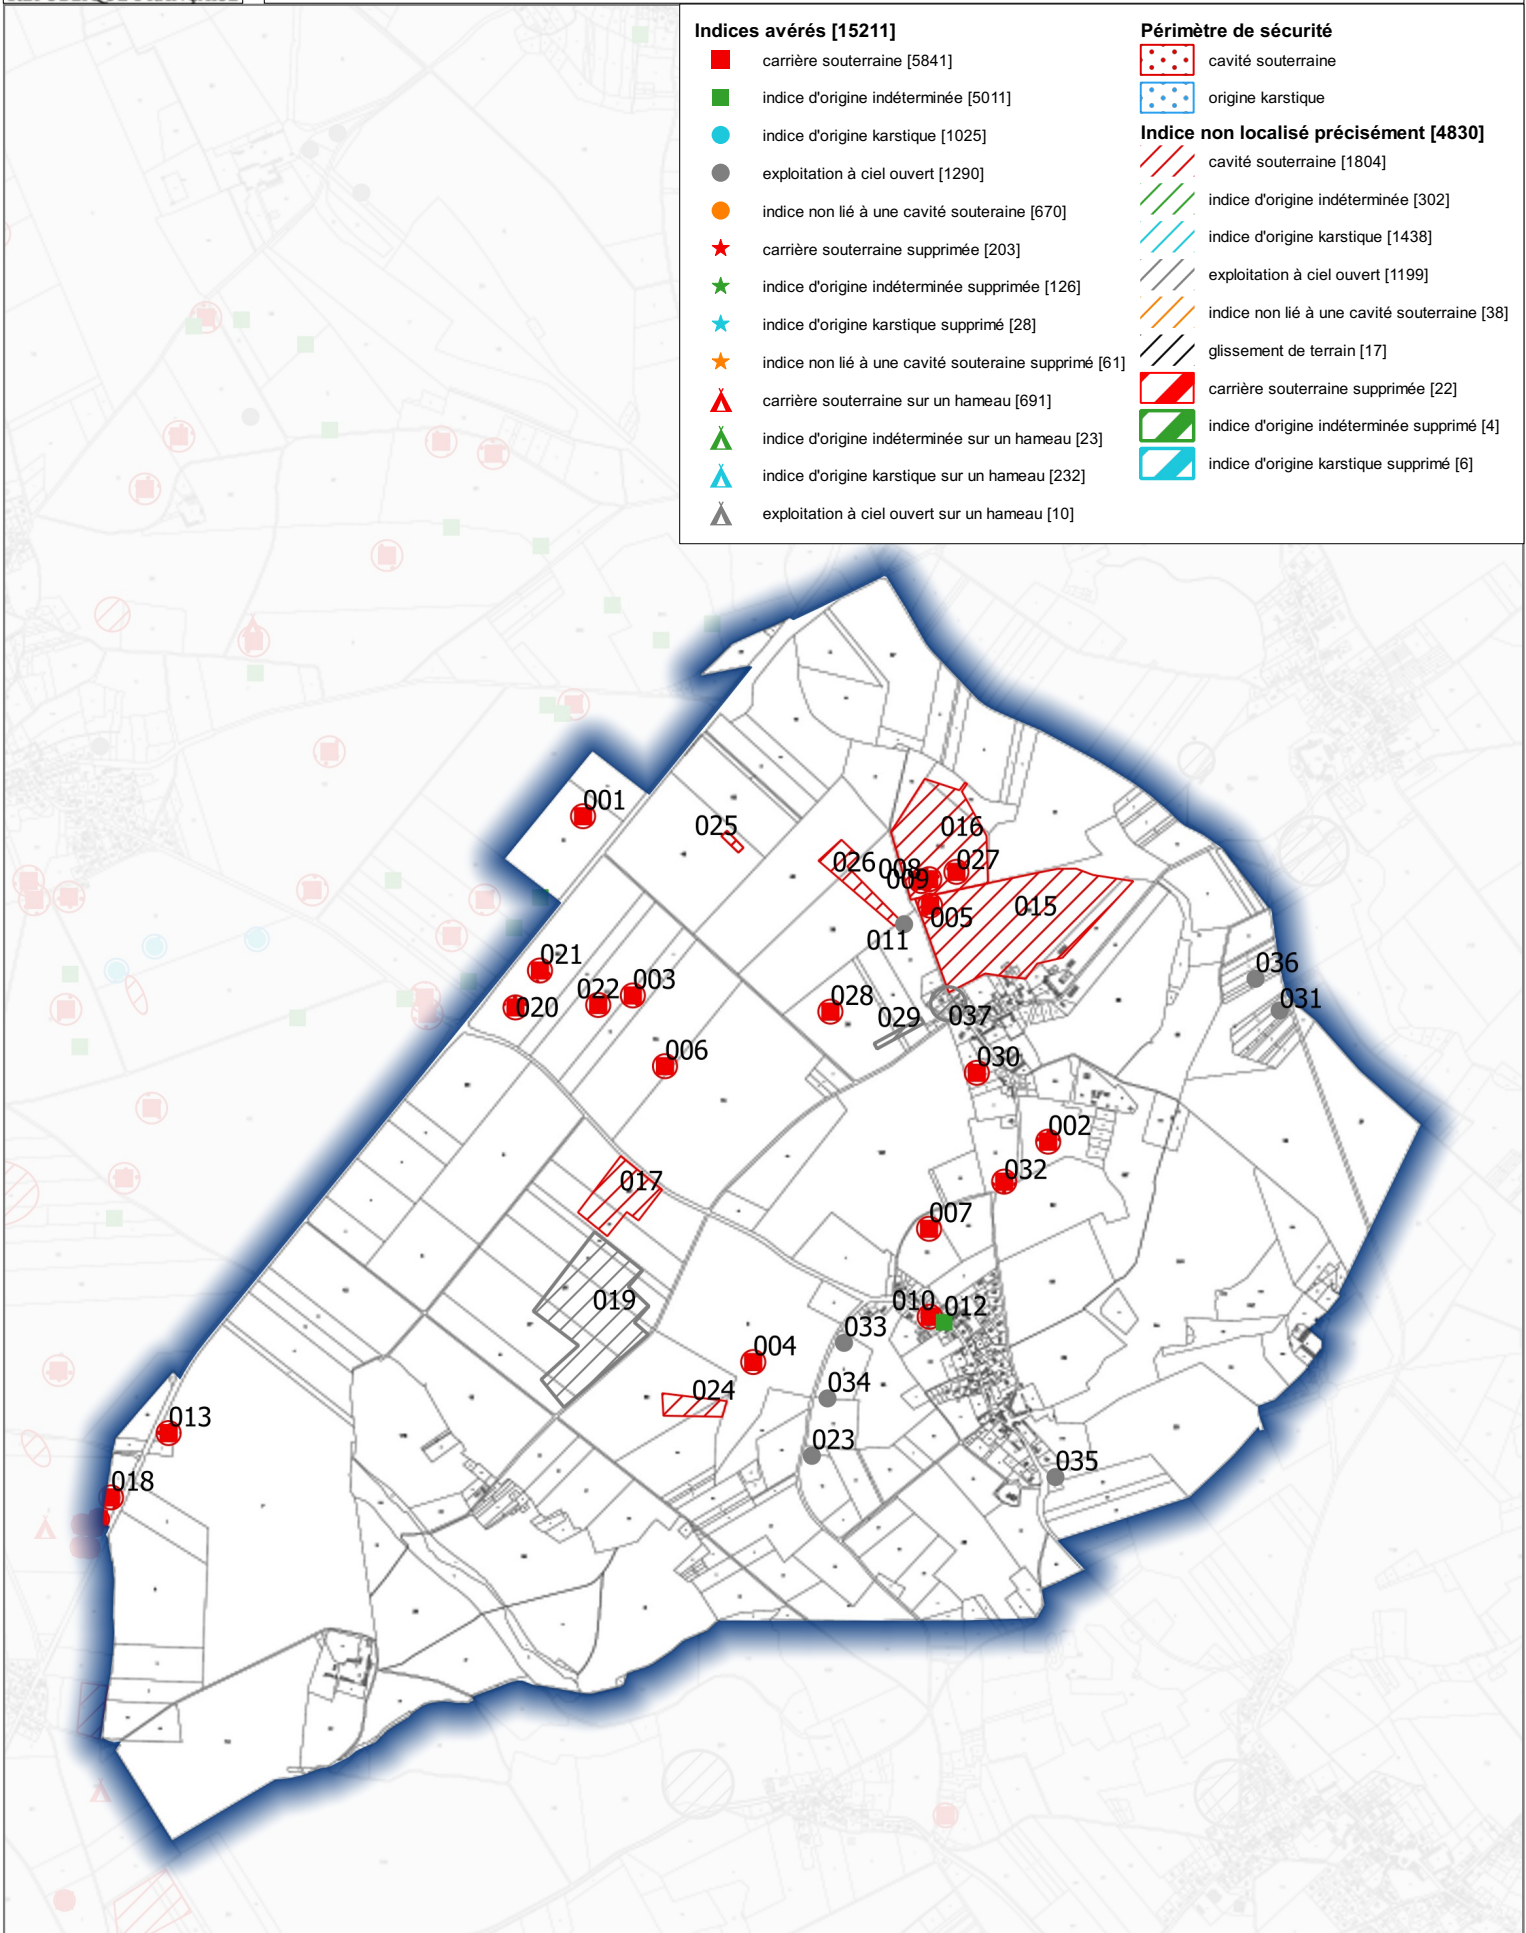 Indices avérés [15211]
carrière souterraine [5841]
indice d'origine indéterminée [5011]
indice d'origine karstique [1025]
exploitation à ciel ouvert [1290]
indice non lié à une cavité souteraine [670]
carrière souterraine supprimée [203]
indice d'origine indéterminée supprimée [126]
indice d'origine karstique supprimé [28]
indice non lié à une cavité souteraine supprimé [61]
carrière souterraine sur un hameau [691]
indice d'origine indéterminée sur un hameau [23]
indice d'origine karstique sur un hameau [232]
exploitation à ciel ouvert sur un hameau [10]
Périmètre de sécurité
cavité souterraine
origine karstique
Indice non localisé précisément [4830]
cavité souterraine [1804]
indice d'origine indéterminée [302]
indice d'origine karstique [1438]
exploitation à ciel ouvert [1199]
indice non lié à une cavité souterraine [38]
glissement de terrain [17]
carrière souterraine supprimée [22]
indice d'origine indéterminée supprimé [4]
indice d'origine karstique supprimé [6]
001
025
016
026
008
027
009
015
005
011
021
036
003
022
028
031
020
029
037
006
030
002
032
017
007
019
010
012
033
004
034
024
013
023
035
018